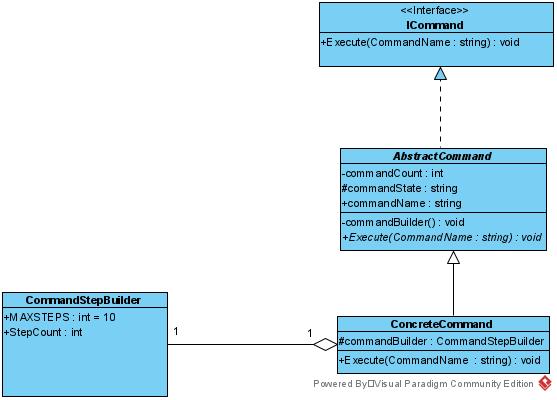 <<Interface>>
ICommand
+Execute(CommandName : string) : void
AbstractCommand
-commandCount : int
#commandState : string
+commandName : string
-commandBuilder() : void
+Execute(CommandName : string) : void
CommandStepBuilder
+MAXSTEPS : int = 10
+StepCount : int
1
1
ConcreteCommand
#commandBuilder : CommandStepBuilder
+Execute(CommandName : string) : void
Powered By Visual Paradigm Community Edition